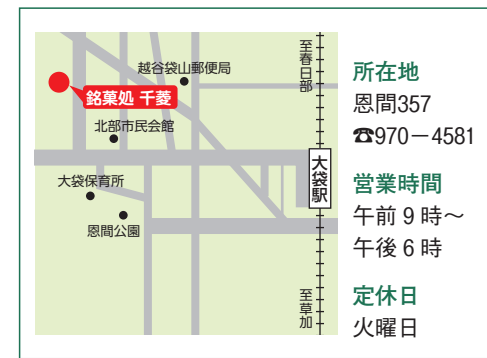 至春日部
越谷袋山郵便局
銘菓処 千菱
北部市民会館
大袋駅
大袋保育所
恩間公園
至草加
所在地
恩間357
☎970－4581
営業時間
午前 9 時～
午後 6 時
定休日
火曜日